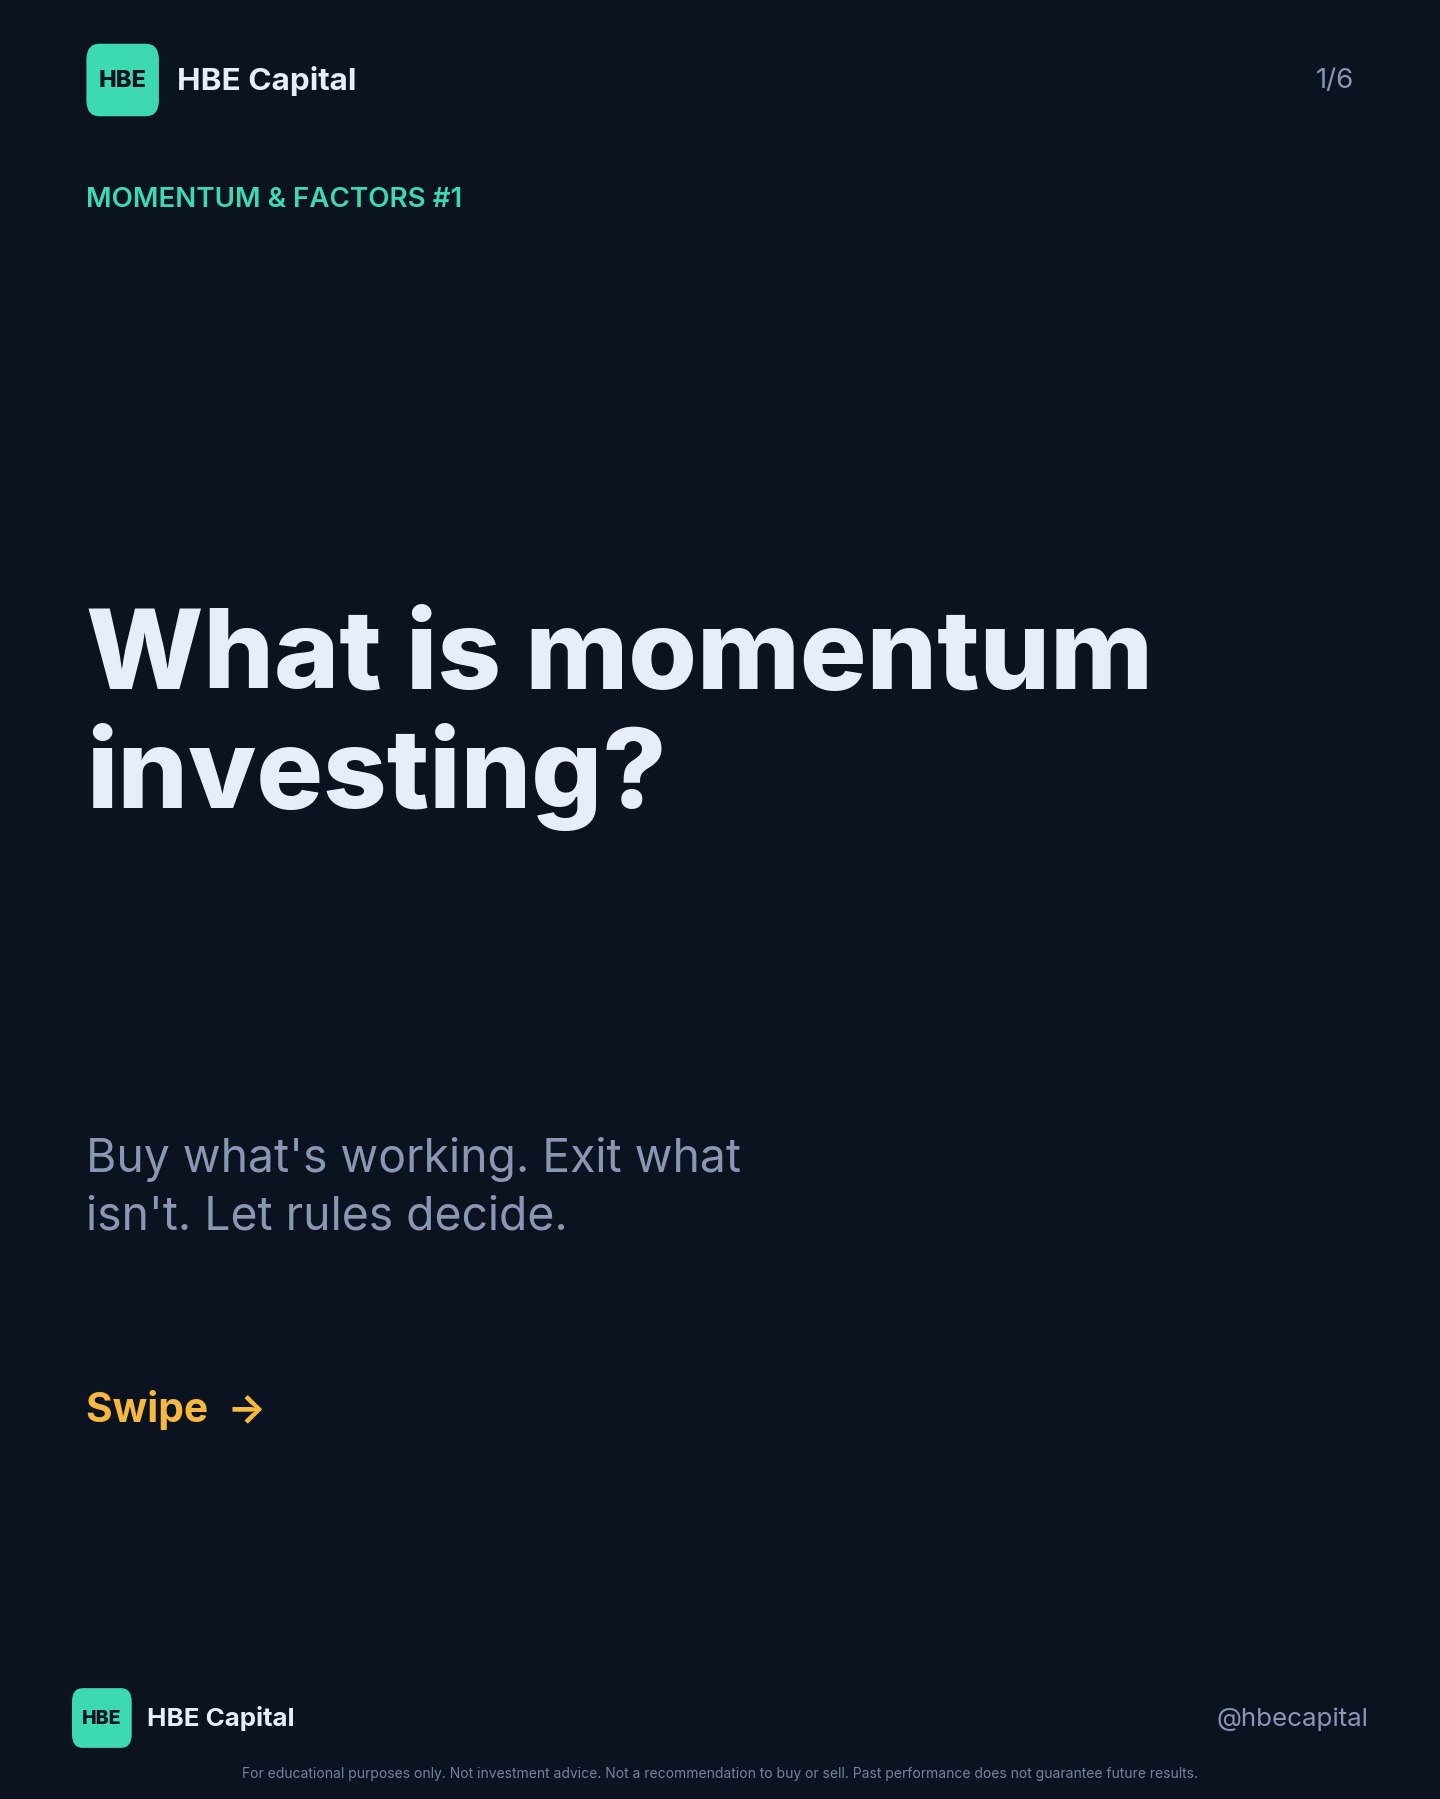 HBE HBE Capital 1/6
MOMENTUM & FACTORS #1
What is momentum
investing?
Buy what's working. Exit what
isn't. Let rules decide.
Swipe →
HBE HBE Capital @hbecapital
For educational purposes only. Not investment advice. Not a recommendation to buy or sell. Past performance does not guarantee future results.